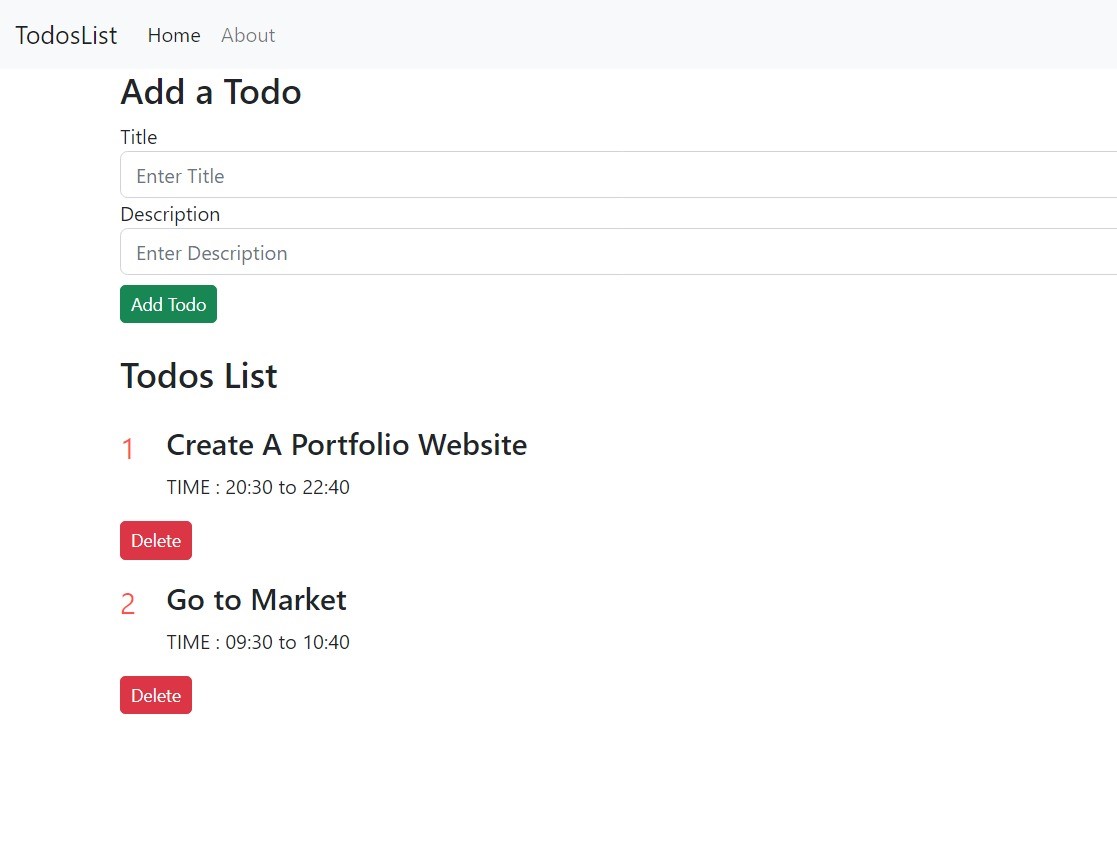 TodosList Home About
Add a Todo
Title
Enter Title
Description
Enter Description
Add Todo
Todos List
1 Create A Portfolio Website
TIME : 20:30 to 22:40
Delete
2 Go to Market
TIME : 09:30 to 10:40
Delete